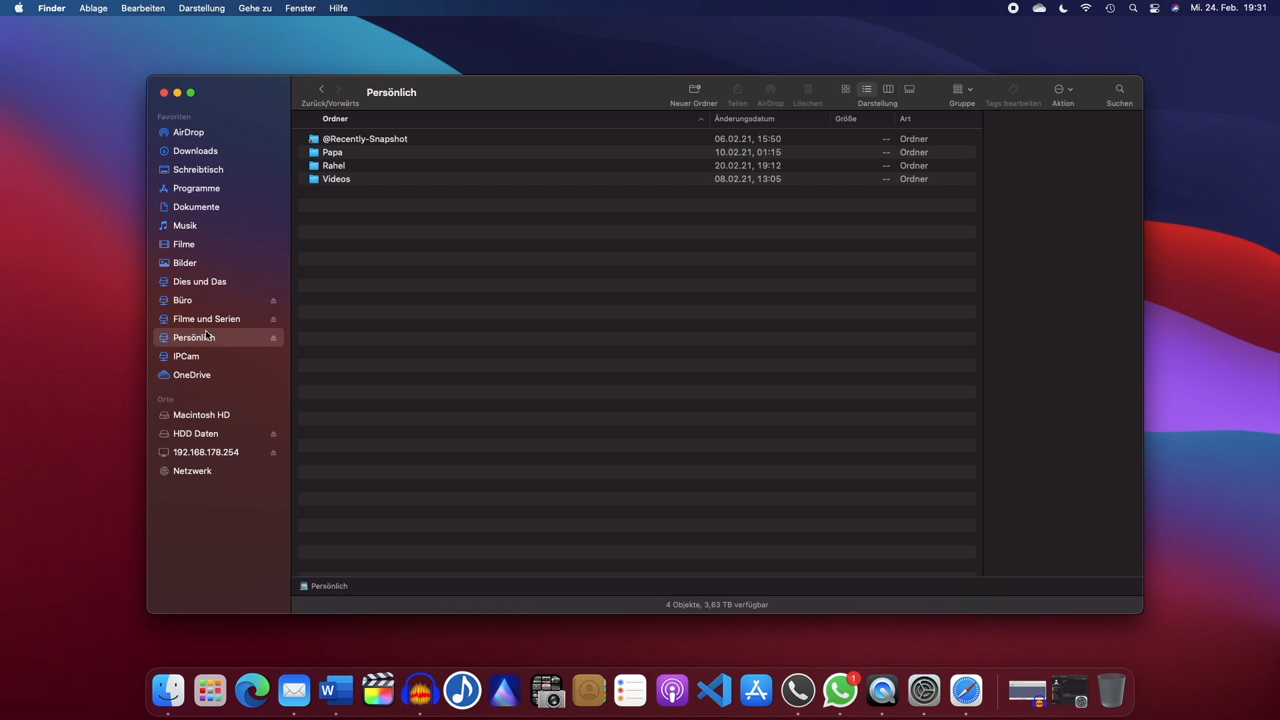 Finder Ablage Bearbeiten Darstellung Gehe zu Fenster Hilfe Mi. 24. Feb. 19:31
Persönlich
Zurück/Vorwärts Neuer Ordner Teilen AirDrop Löschen Darstellung Gruppe Tags bearbeiten Aktion Suchen
Favoriten
AirDrop
Downloads
Schreibtisch
Programme
Dokumente
Musik
Filme
Bilder
Dies und Das
Büro
Filme und Serien
Persönlich
IPCam
OneDrive
Orte
Macintosh HD
HDD Daten
192.168.178.254
Netzwerk
Ordner Änderungsdatum Größe Art
@Recently-Snapshot 06.02.21, 15:50 -- Ordner
Papa 10.02.21, 01:15 -- Ordner
Rahel 20.02.21, 19:12 -- Ordner
Videos 08.02.21, 13:05 -- Ordner
Persönlich
4 Objekte, 3,63 TB verfügbar
1